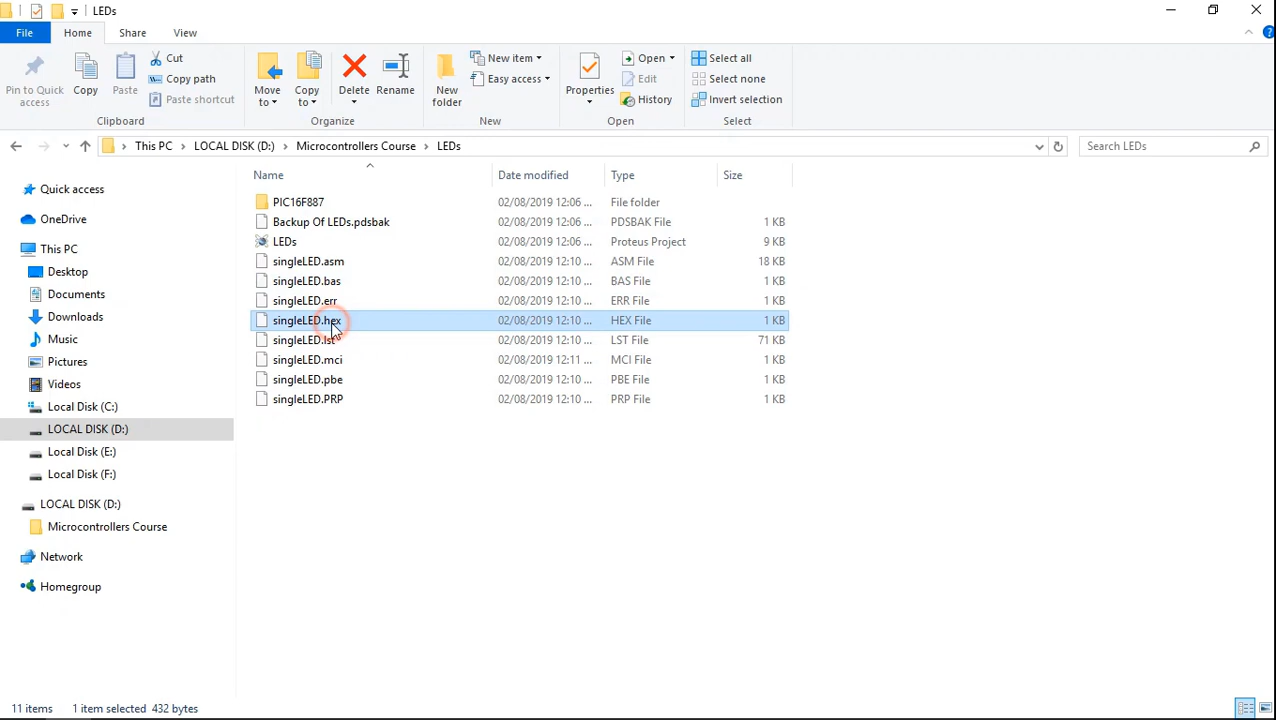 LEDs
File Home Share View
Pin to Quick access
Copy
Paste
Cut
Copy path
Paste shortcut
Move to
Copy to
Delete
Rename
New folder
New item
Easy access
Properties
Open
Edit
History
Select all
Select none
Invert selection
Clipboard Organize New Open Select
This PC LOCAL DISK (D:) Microcontrollers Course LEDs
Search LEDs
Name Date modified Type Size
Quick access
OneDrive
This PC
Desktop
Documents
Downloads
Music
Pictures
Videos
Local Disk (C:)
LOCAL DISK (D:)
Local Disk (E:)
Local Disk (F:)
LOCAL DISK (D:)
Microcontrollers Course
Network
Homegroup
PIC16F887 02/08/2019 12:06 ... File folder
Backup Of LEDs.pdsbak 02/08/2019 12:06 ... PDSBAK File 1 KB
LEDs 02/08/2019 12:06 ... Proteus Project 9 KB
singleLED.asm 02/08/2019 12:10 ... ASM File 18 KB
singleLED.bas 02/08/2019 12:10 ... BAS File 1 KB
singleLED.err 02/08/2019 12:10 ... ERR File 1 KB
singleLED.hex 02/08/2019 12:10 ... HEX File 1 KB
singleLED.lst 02/08/2019 12:10 ... LST File 71 KB
singleLED.mci 02/08/2019 12:11 ... MCI File 1 KB
singleLED.pbe 02/08/2019 12:10 ... PBE File 1 KB
singleLED.PRP 02/08/2019 12:10 ... PRP File 1 KB
11 items 1 item selected 432 bytes